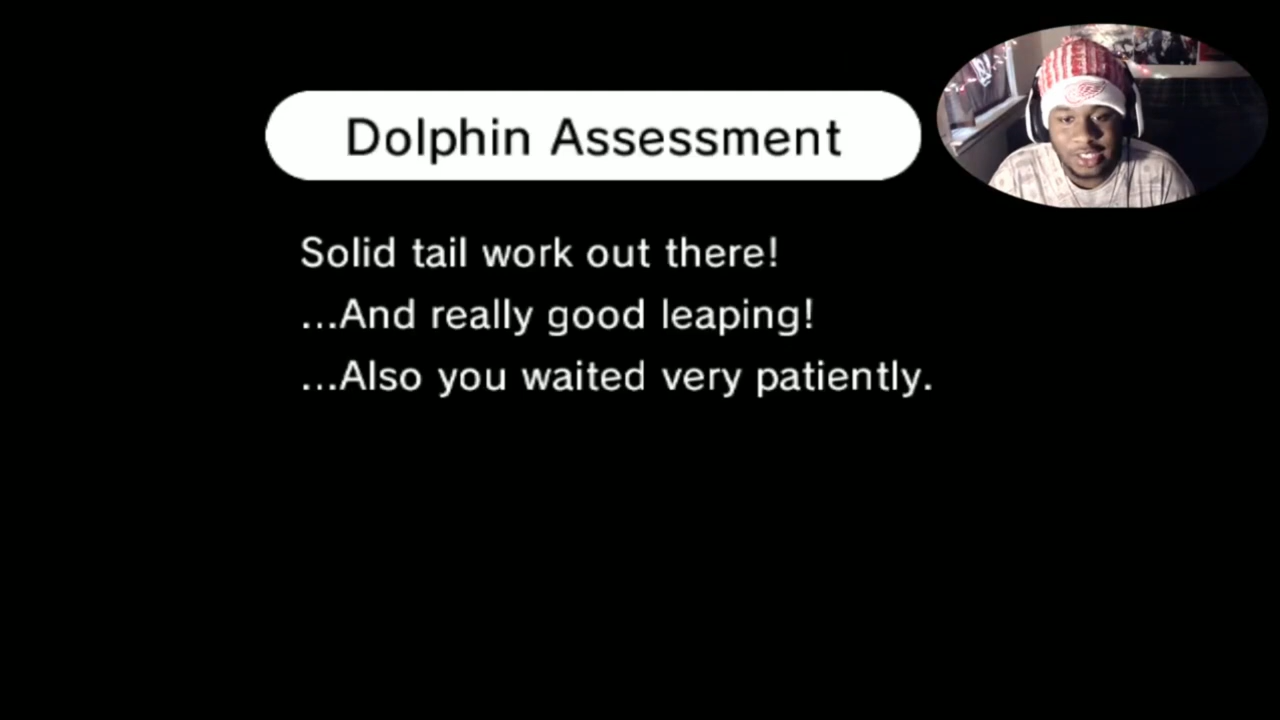 Dolphin Assessment
Solid tail work out there!
...And really good leaping!
...Also you waited very patiently.